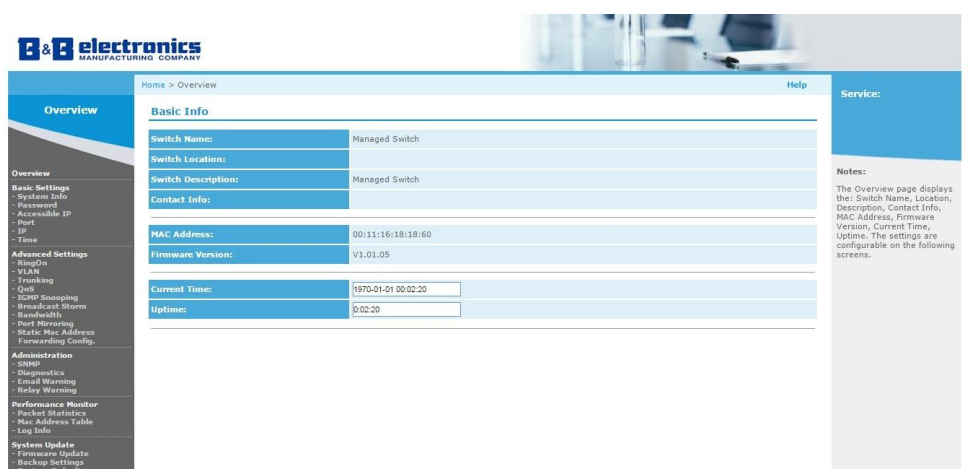 B&B electronics
MANUFACTURING COMPANY
Overview
Overview
Basic Settings
- System Info
- Password
- Accessible IP
- Port
- IP
- Time
Advanced Settings
- RingOn
- VLAN
- Trunking
- QoS
- IGMP Snooping
- Broadcast Storm
- Bandwidth
- Port Mirroring
- Static Mac Address
Forwarding Config.
Administration
- SNMP
- Diagnostics
- Email Warning
- Relay Warning
Performance Monitor
- Packet Statistics
- Mac Address Table
- Log Info
System Update
- Firmware Update
- Backup Settings
Home > Overview
Help
Basic Info
Switch Name: Managed Switch
Switch Location:
Switch Description: Managed Switch
Contact Info:
MAC Address: 00:11:16:18:18:60
Firmware Version: V1.01.05
Current Time: 1970-01-01 00:02:20
Uptime: 0:02:20
Service:
Notes:
The Overview page displays
the: Switch Name, Location,
Description, Contact Info,
MAC Address, Firmware
Version, Current Time,
Uptime. The settings are
configurable on the following
screens.